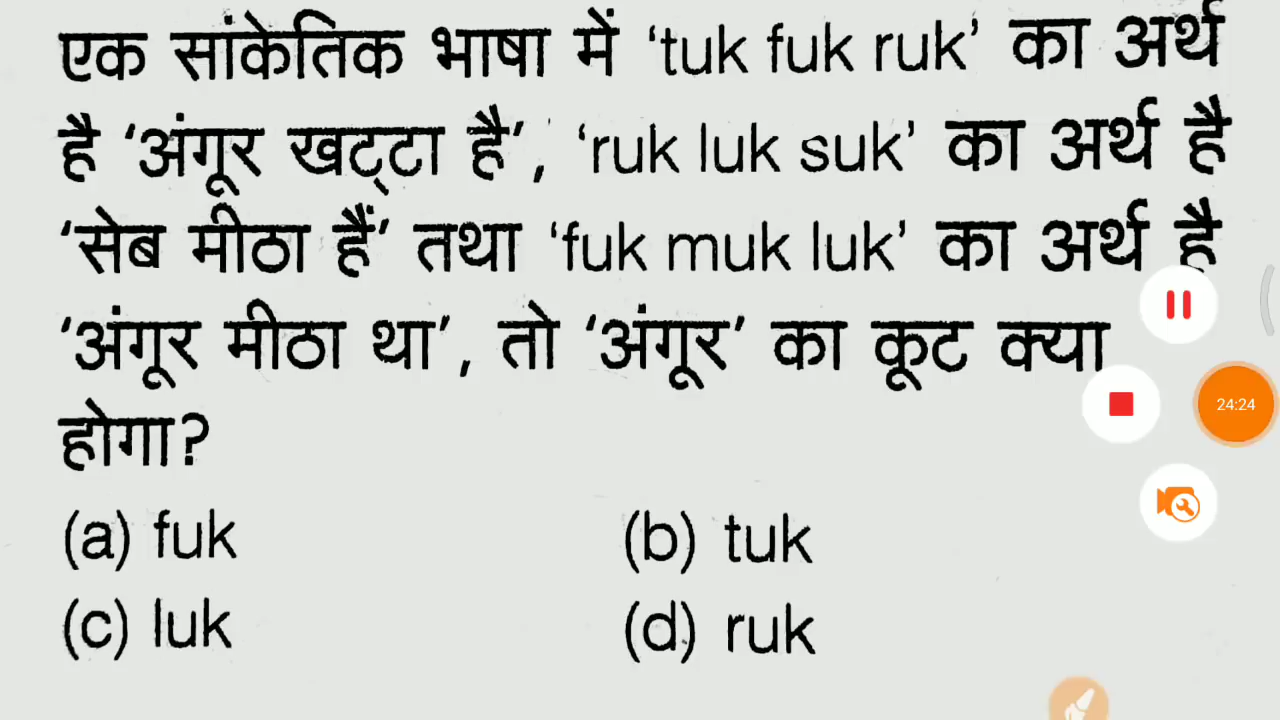 एक सांकेतिक भाषा में ‘tuk fuk ruk’ का अर्थ
है ‘अंगूर खट्‌टा है’, ‘ruk luk suk’ का अर्थ है
‘सेब मीठा हैं’ तथा ‘fuk muk luk’ का अर्थ है
‘अंगूर मीठा था’, तो ‘अंगूर’ का कूट क्या
होगा?
(a) fuk (b) tuk
(c) luk (d) ruk
24:24